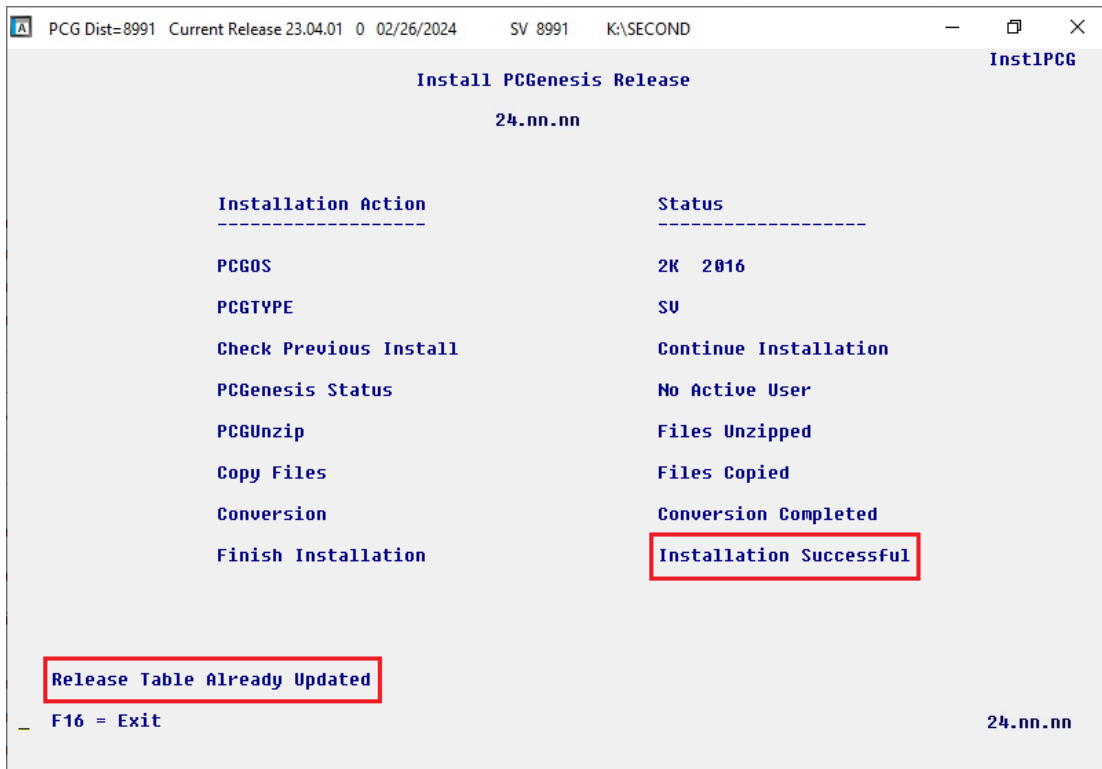 PCG Dist=8991 Current Release 23.04.01 0 02/26/2024 SV 8991 K:\SECOND
InstlPCG
Install PCGenesis Release
24.nn.nn
Installation Action Status
------------------- -------------------
PCGOS 2K 2016
PCGTYPE SV
Check Previous Install Continue Installation
PCGenesis Status No Active User
PCGUnzip Files Unzipped
Copy Files Files Copied
Conversion Conversion Completed
Finish Installation Installation Successful
Release Table Already Updated
_ F16 = Exit 24.nn.nn